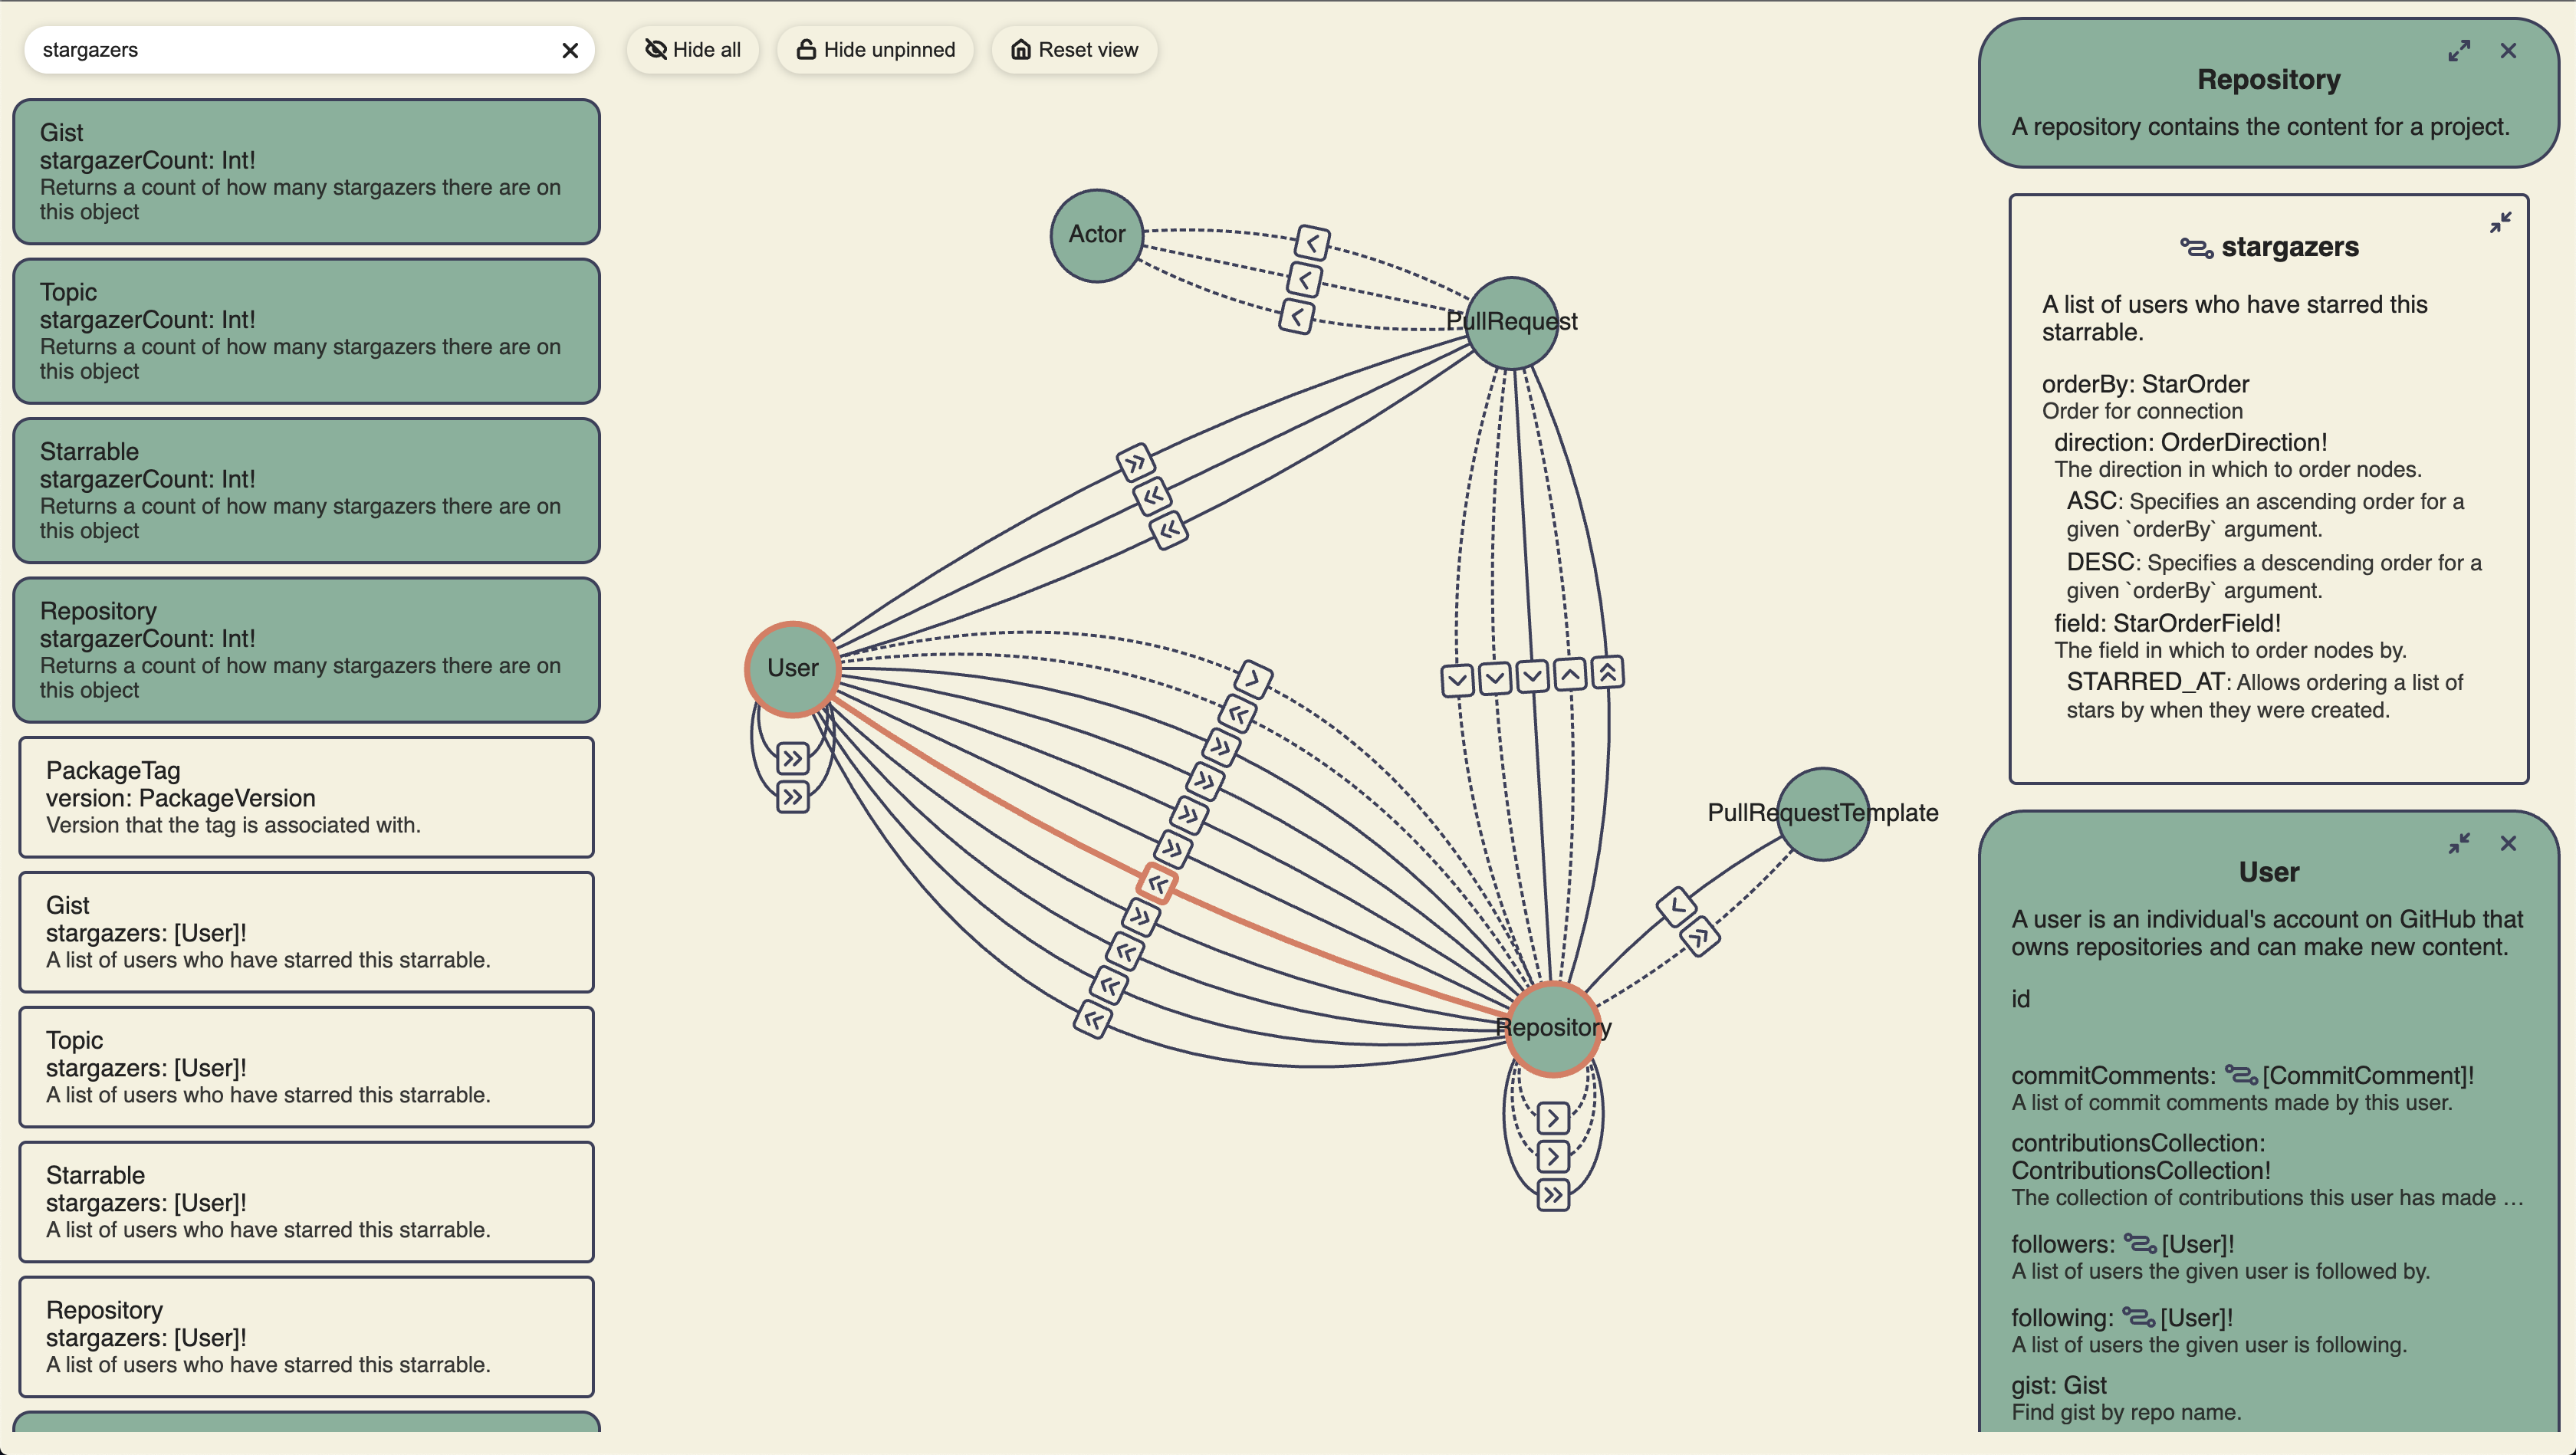 stargazers
Hide all
Hide unpinned
Reset view
Gist
stargazerCount: Int!
Returns a count of how many stargazers there are on
this object
Topic
stargazerCount: Int!
Returns a count of how many stargazers there are on
this object
Starrable
stargazerCount: Int!
Returns a count of how many stargazers there are on
this object
Repository
stargazerCount: Int!
Returns a count of how many stargazers there are on
this object
PackageTag
version: PackageVersion
Version that the tag is associated with.
Gist
stargazers: [User]!
A list of users who have starred this starrable.
Topic
stargazers: [User]!
A list of users who have starred this starrable.
Starrable
stargazers: [User]!
A list of users who have starred this starrable.
Repository
stargazers: [User]!
A list of users who have starred this starrable.
Actor
PullRequest
User
PullRequestTemplate
Repository
Repository
A repository contains the content for a project.
stargazers
A list of users who have starred this
starrable.
orderBy: StarOrder
Order for connection
direction: OrderDirection!
The direction in which to order nodes.
ASC: Specifies an ascending order for a
given `orderBy` argument.
DESC: Specifies a descending order for a
given `orderBy` argument.
field: StarOrderField!
The field in which to order nodes by.
STARRED_AT: Allows ordering a list of
stars by when they were created.
User
A user is an individual's account on GitHub that
owns repositories and can make new content.
id
commitComments: [CommitComment]!
A list of commit comments made by this user.
contributionsCollection:
ContributionsCollection!
The collection of contributions this user has made …
followers: [User]!
A list of users the given user is followed by.
following: [User]!
A list of users the given user is following.
gist: Gist
Find gist by repo name.